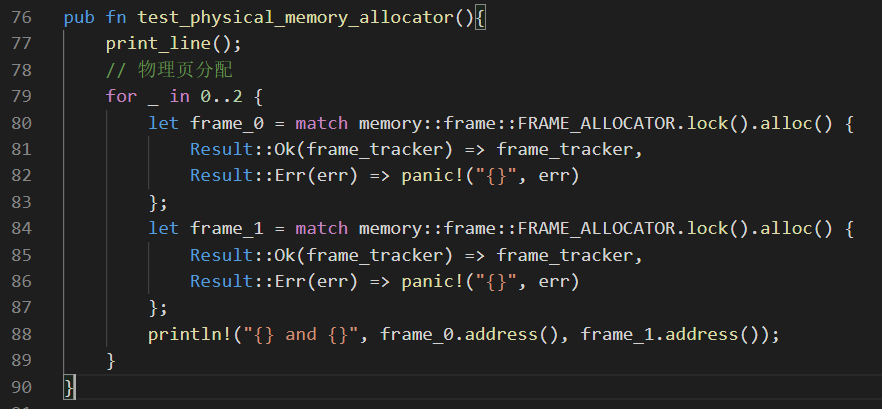 76 pub fn test_physical_memory_allocator(){
77     print_line();
78     // 物理页分配
79     for _ in 0..2 {
80         let frame_0 = match memory::frame::FRAME_ALLOCATOR.lock().alloc() {
81             Result::Ok(frame_tracker) => frame_tracker,
82             Result::Err(err) => panic!("{}", err)
83         };
84         let frame_1 = match memory::frame::FRAME_ALLOCATOR.lock().alloc() {
85             Result::Ok(frame_tracker) => frame_tracker,
86             Result::Err(err) => panic!("{}", err)
87         };
88         println!("{} and {}", frame_0.address(), frame_1.address());
89     }
90 }